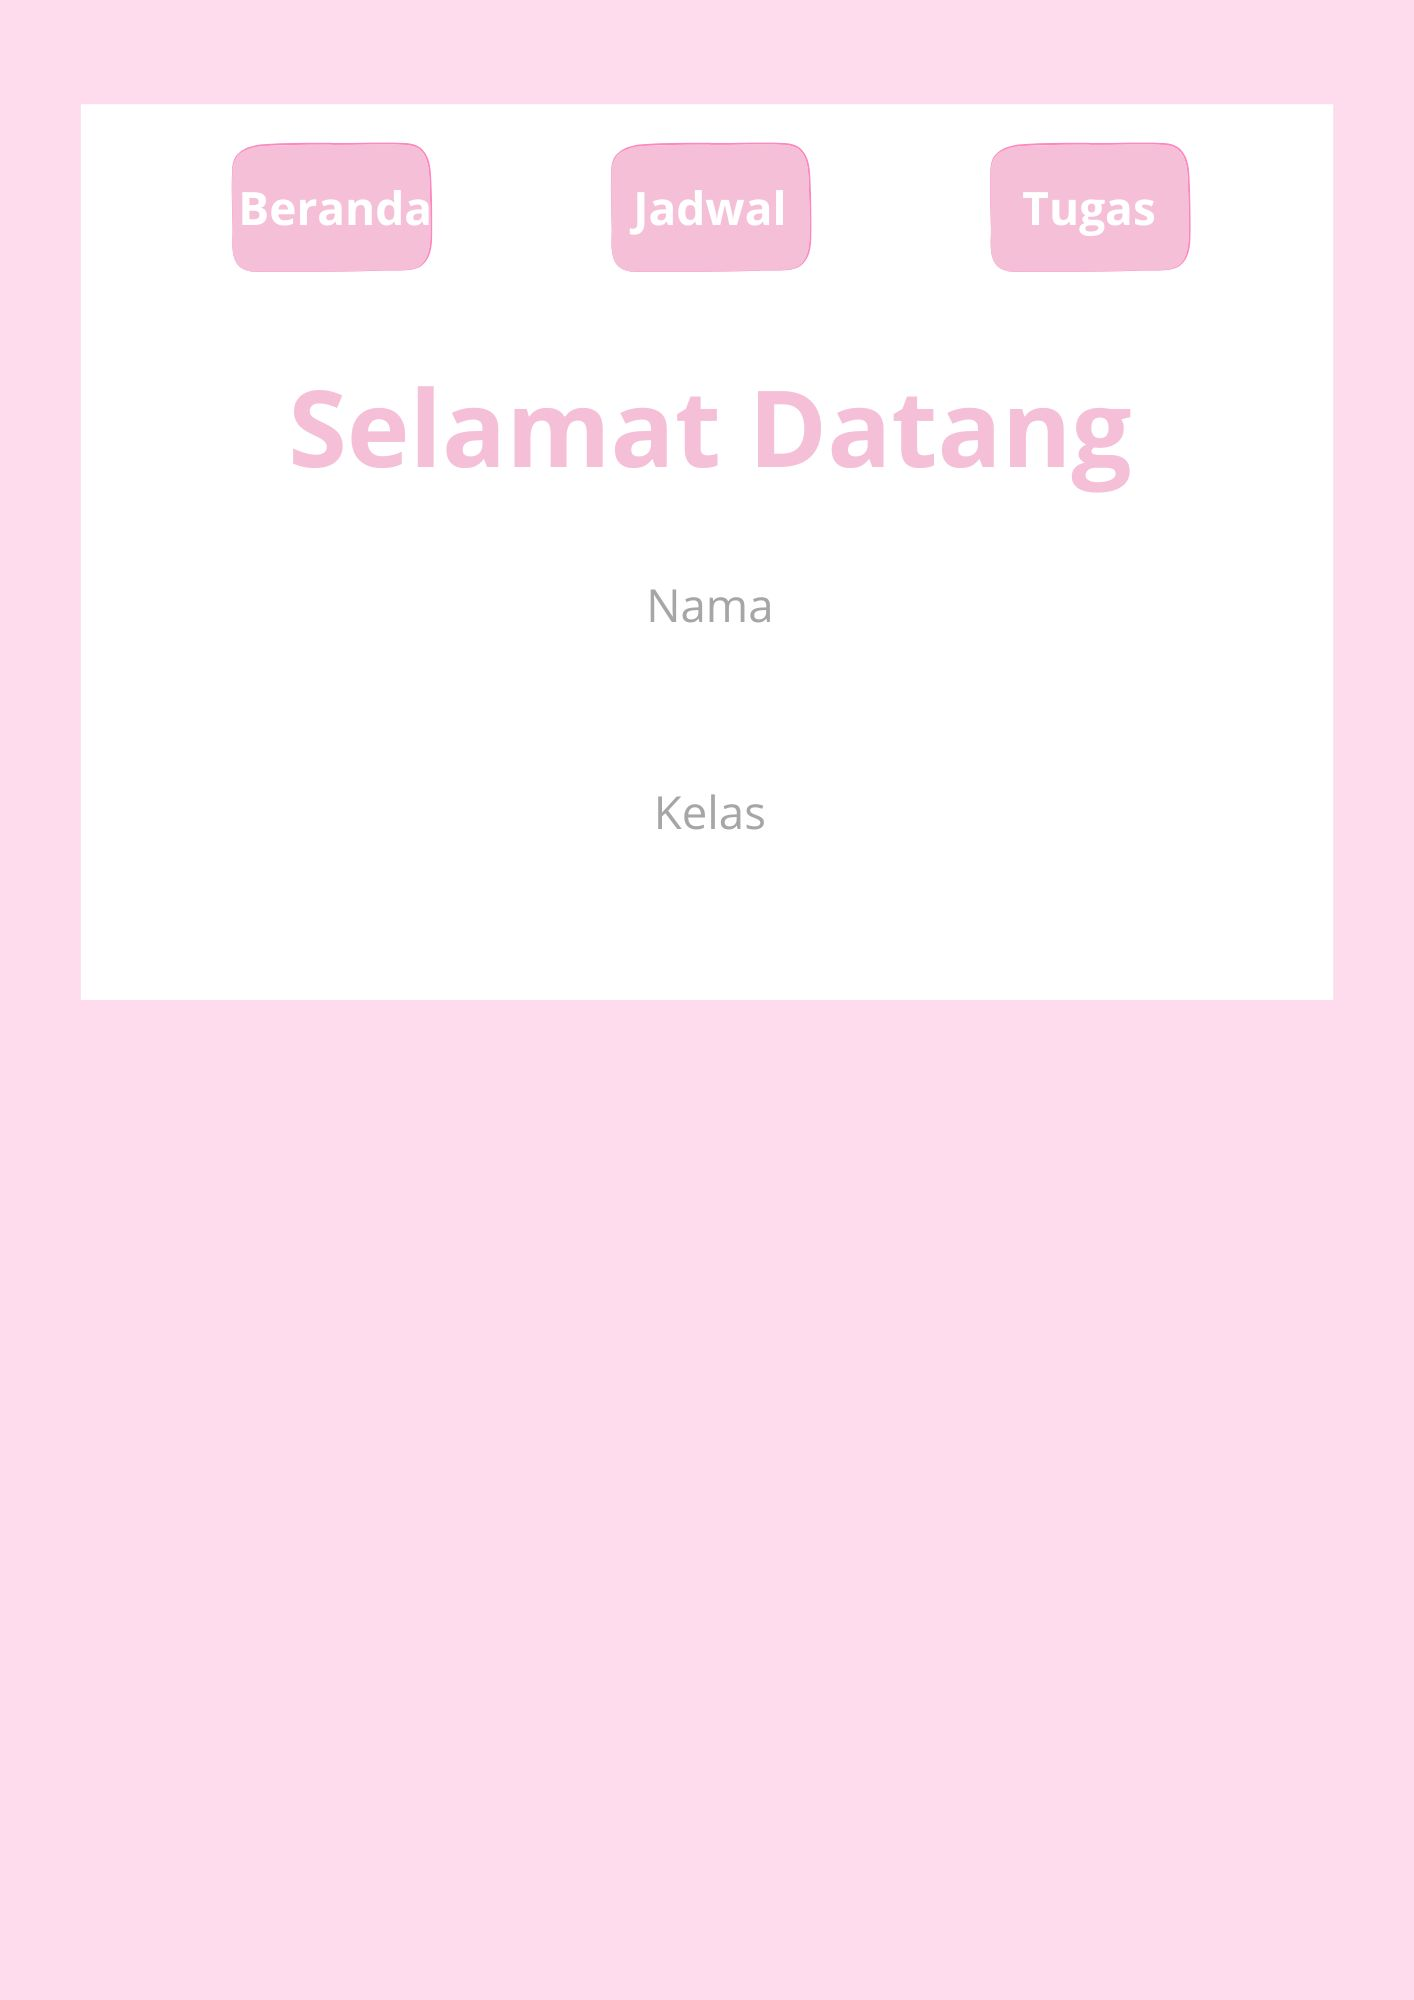 Beranda Jadwal Tugas
Selamat Datang
Nama
Kelas